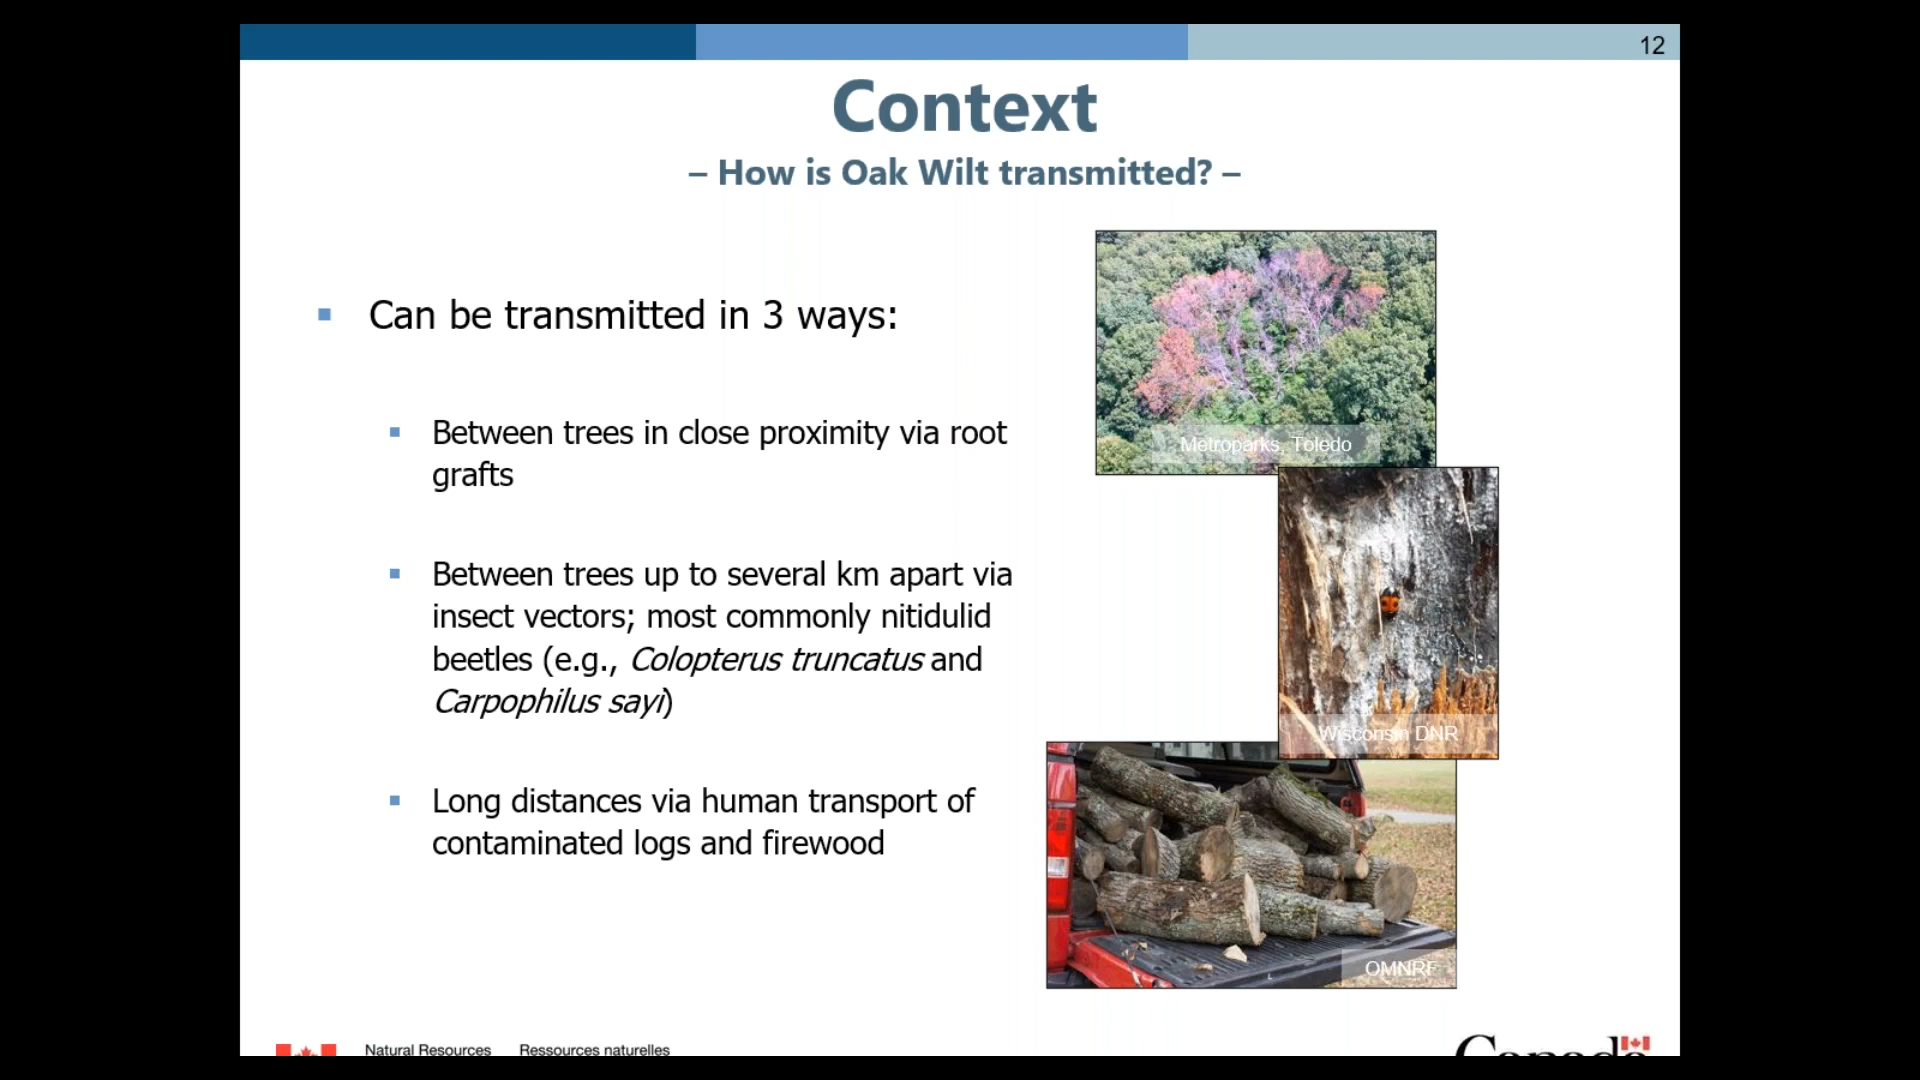 12
Context
– How is Oak Wilt transmitted? –
Can be transmitted in 3 ways:
Between trees in close proximity via root
grafts
Between trees up to several km apart via
insect vectors; most commonly nitidulid
beetles (e.g., Colopterus truncatus and
Carpophilus sayi)
Long distances via human transport of
contaminated logs and firewood
Metroparks, Toledo
Wisconsin DNR
OMNRF
Natural Resources
Ressources naturelles
Canada